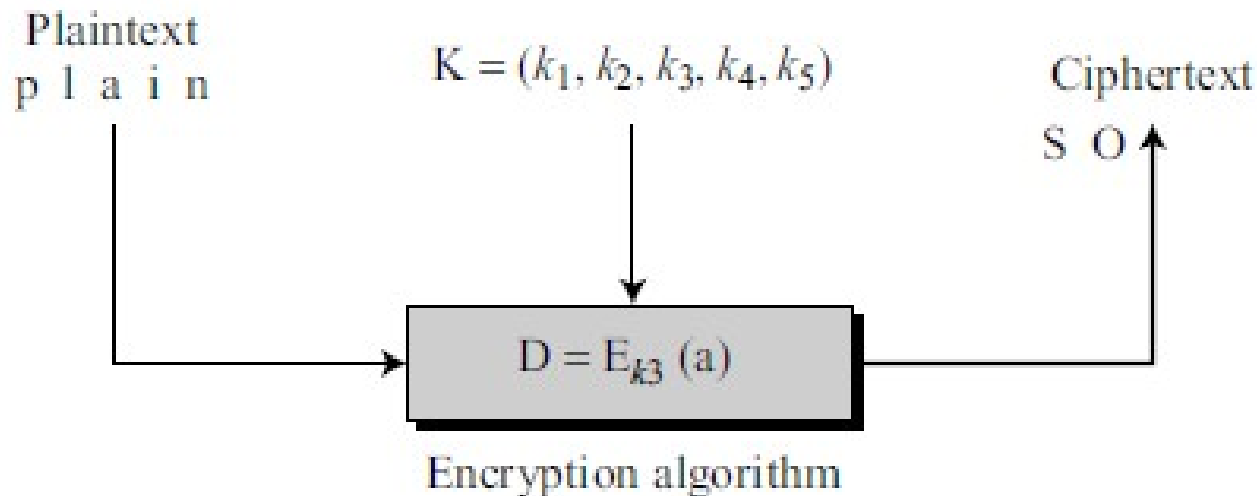 Plaintext
p l a i n
K = (k₁, k₂, k₃, k₄, k₅)
Ciphertext
S O
D = Eₖ₃ (a)
Encryption algorithm